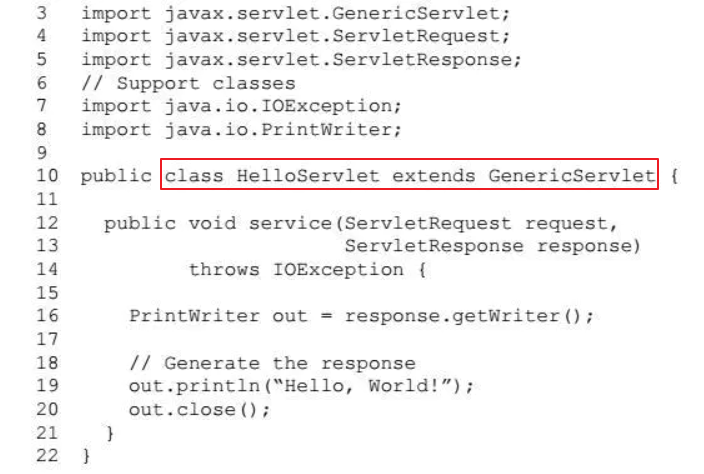 3 import javax.servlet.GenericServlet;
4 import javax.servlet.ServletRequest;
5 import javax.servlet.ServletResponse;
6 // Support classes
7 import java.io.IOException;
8 import java.io.PrintWriter;
9
10 public class HelloServlet extends GenericServlet {
11
12   public void service(ServletRequest request,
13                       ServletResponse response)
14          throws IOException {
15
16     PrintWriter out = response.getWriter();
17
18     // Generate the response
19     out.println(“Hello, World!”);
20     out.close();
21   }
22 }